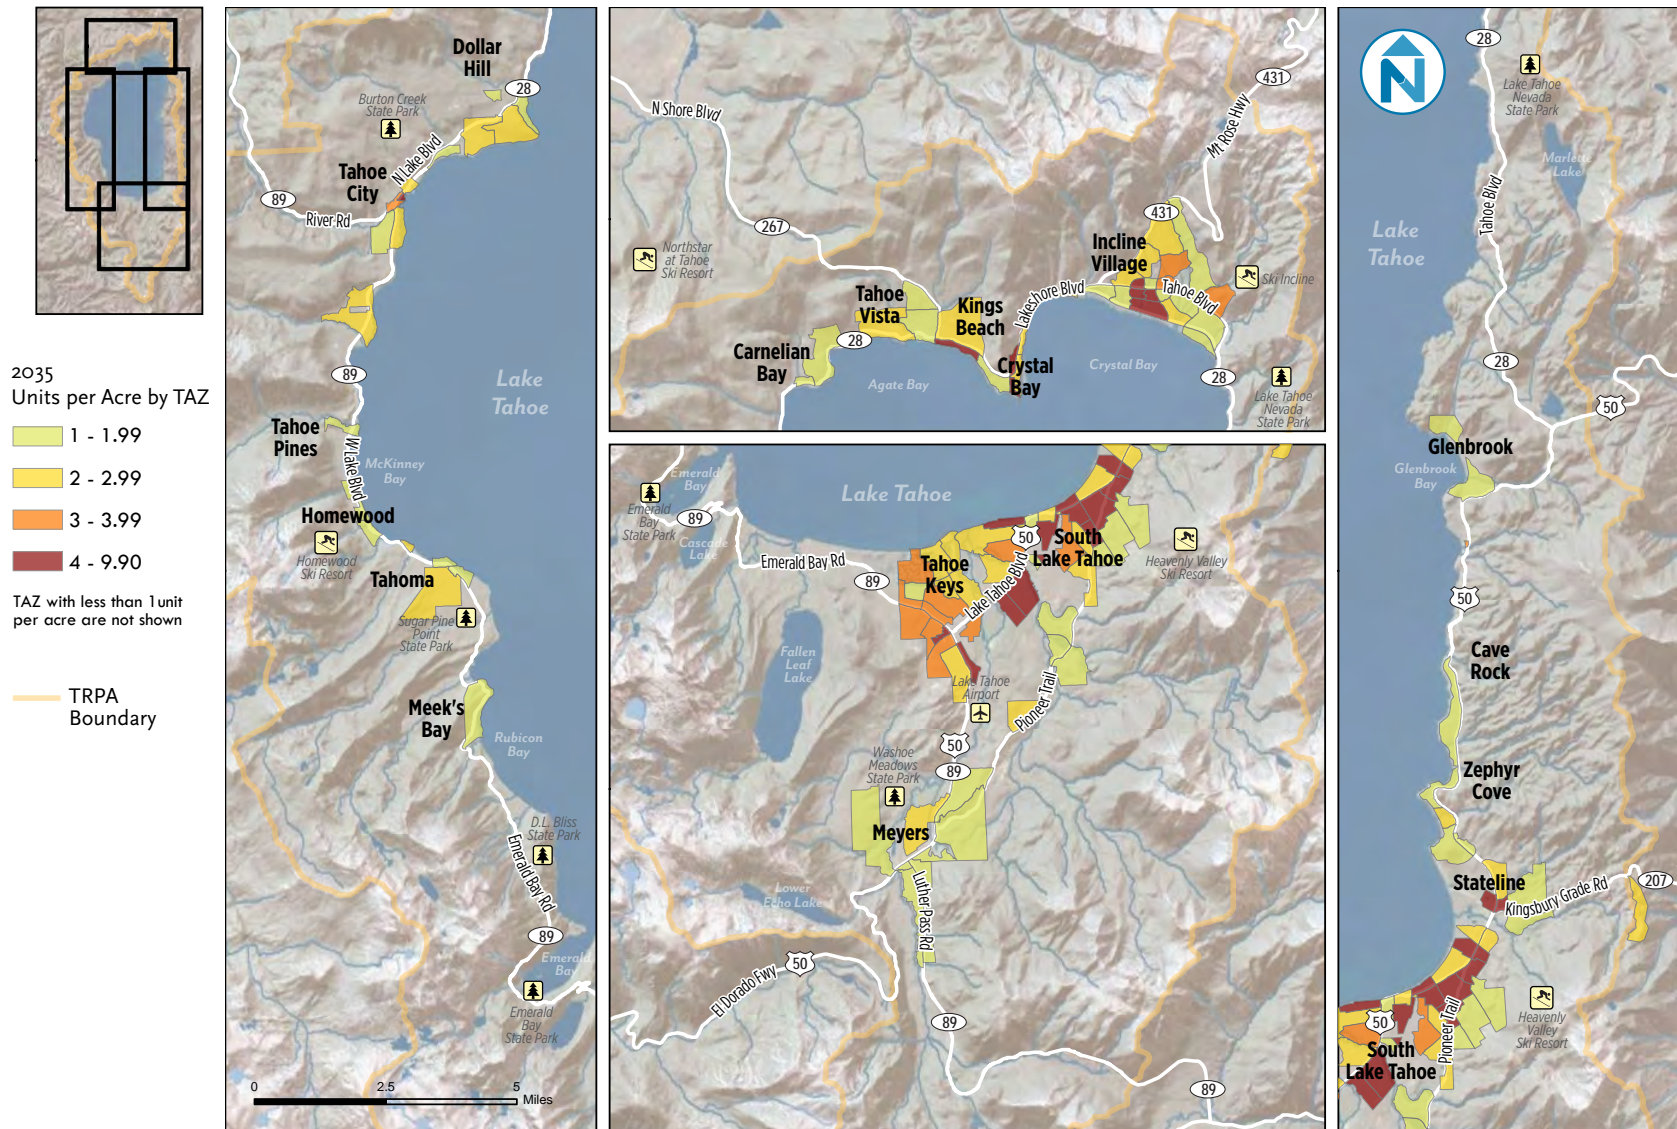 2035
Units per Acre by TAZ
1 - 1.99
2 - 2.99
3 - 3.99
4 - 9.90
TAZ with less than 1unit
per acre are not shown
TRPA
Boundary
Dollar
Hill
28
Burton Creek
State Park
N Lake Blvd
Tahoe
City
89
River Rd
89
Lake
Tahoe
Tahoe
Pines
W Lake Blvd
McKinney
Bay
Homewood
Homewood
Ski Resort
Tahoma
Sugar Pine
Point
State Park
Meek's
Bay
Rubicon
Bay
D.L. Bliss
State Park
Emerald Bay Rd
89
Emerald
Bay
Emerald
Bay
State Park
0
2.5
5
Miles
N Shore Blvd
431
Mt Rose Hwy
267
431
Northstar
at Tahoe
Ski Resort
Incline
Village
Ski Incline
Tahoe Blvd
Lakeshore Blvd
Tahoe
Vista
Kings
Beach
28
Carnelian
Bay
Crystal
Bay
Agate Bay
Crystal Bay
28
Lake Tahoe
Nevada
State Park
Emerald
Bay
Emerald
Bay
State Park
89
Cascade
Lake
Lake Tahoe
Emerald Bay Rd
89
Tahoe
Keys
50
South
Lake Tahoe
Lake Tahoe Blvd
Heavenly Valley
Ski Resort
Fallen
Leaf
Lake
Lake Tahoe
Airport
Pioneer Trail
50
89
Washoe
Meadows
State Park
Meyers
Lower
Echo Lake
Luther Pass Rd
50
El Dorado Fwy
89
89
N
28
Lake Tahoe
Nevada
State Park
Marlette
Lake
Tahoe Blvd
Lake
Tahoe
28
50
Glenbrook
Glenbrook
Bay
50
Cave
Rock
Zephyr
Cove
Stateline
207
Kingsbury Grade Rd
Heavenly
Valley
Ski Resort
50
Pioneer Trail
South
Lake Tahoe